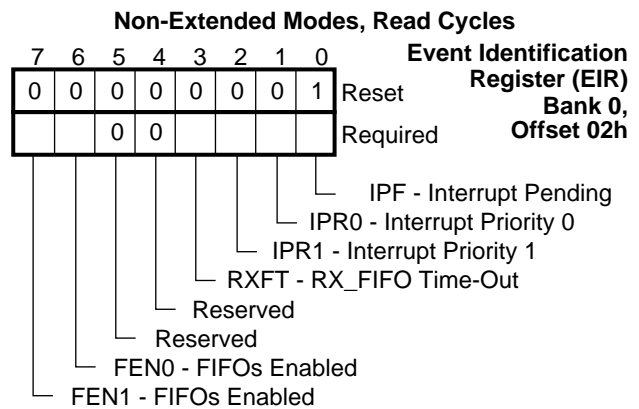 Non-Extended Modes, Read Cycles
7 6 5 4 3 2 1 0
Event Identification
Register (EIR)
Bank 0,
Offset 02h
0 0 0 0 0 0 0 1 Reset
0 0 Required
IPF - Interrupt Pending
IPR0 - Interrupt Priority 0
IPR1 - Interrupt Priority 1
RXFT - RX_FIFO Time-Out
Reserved
Reserved
FEN0 - FIFOs Enabled
FEN1 - FIFOs Enabled